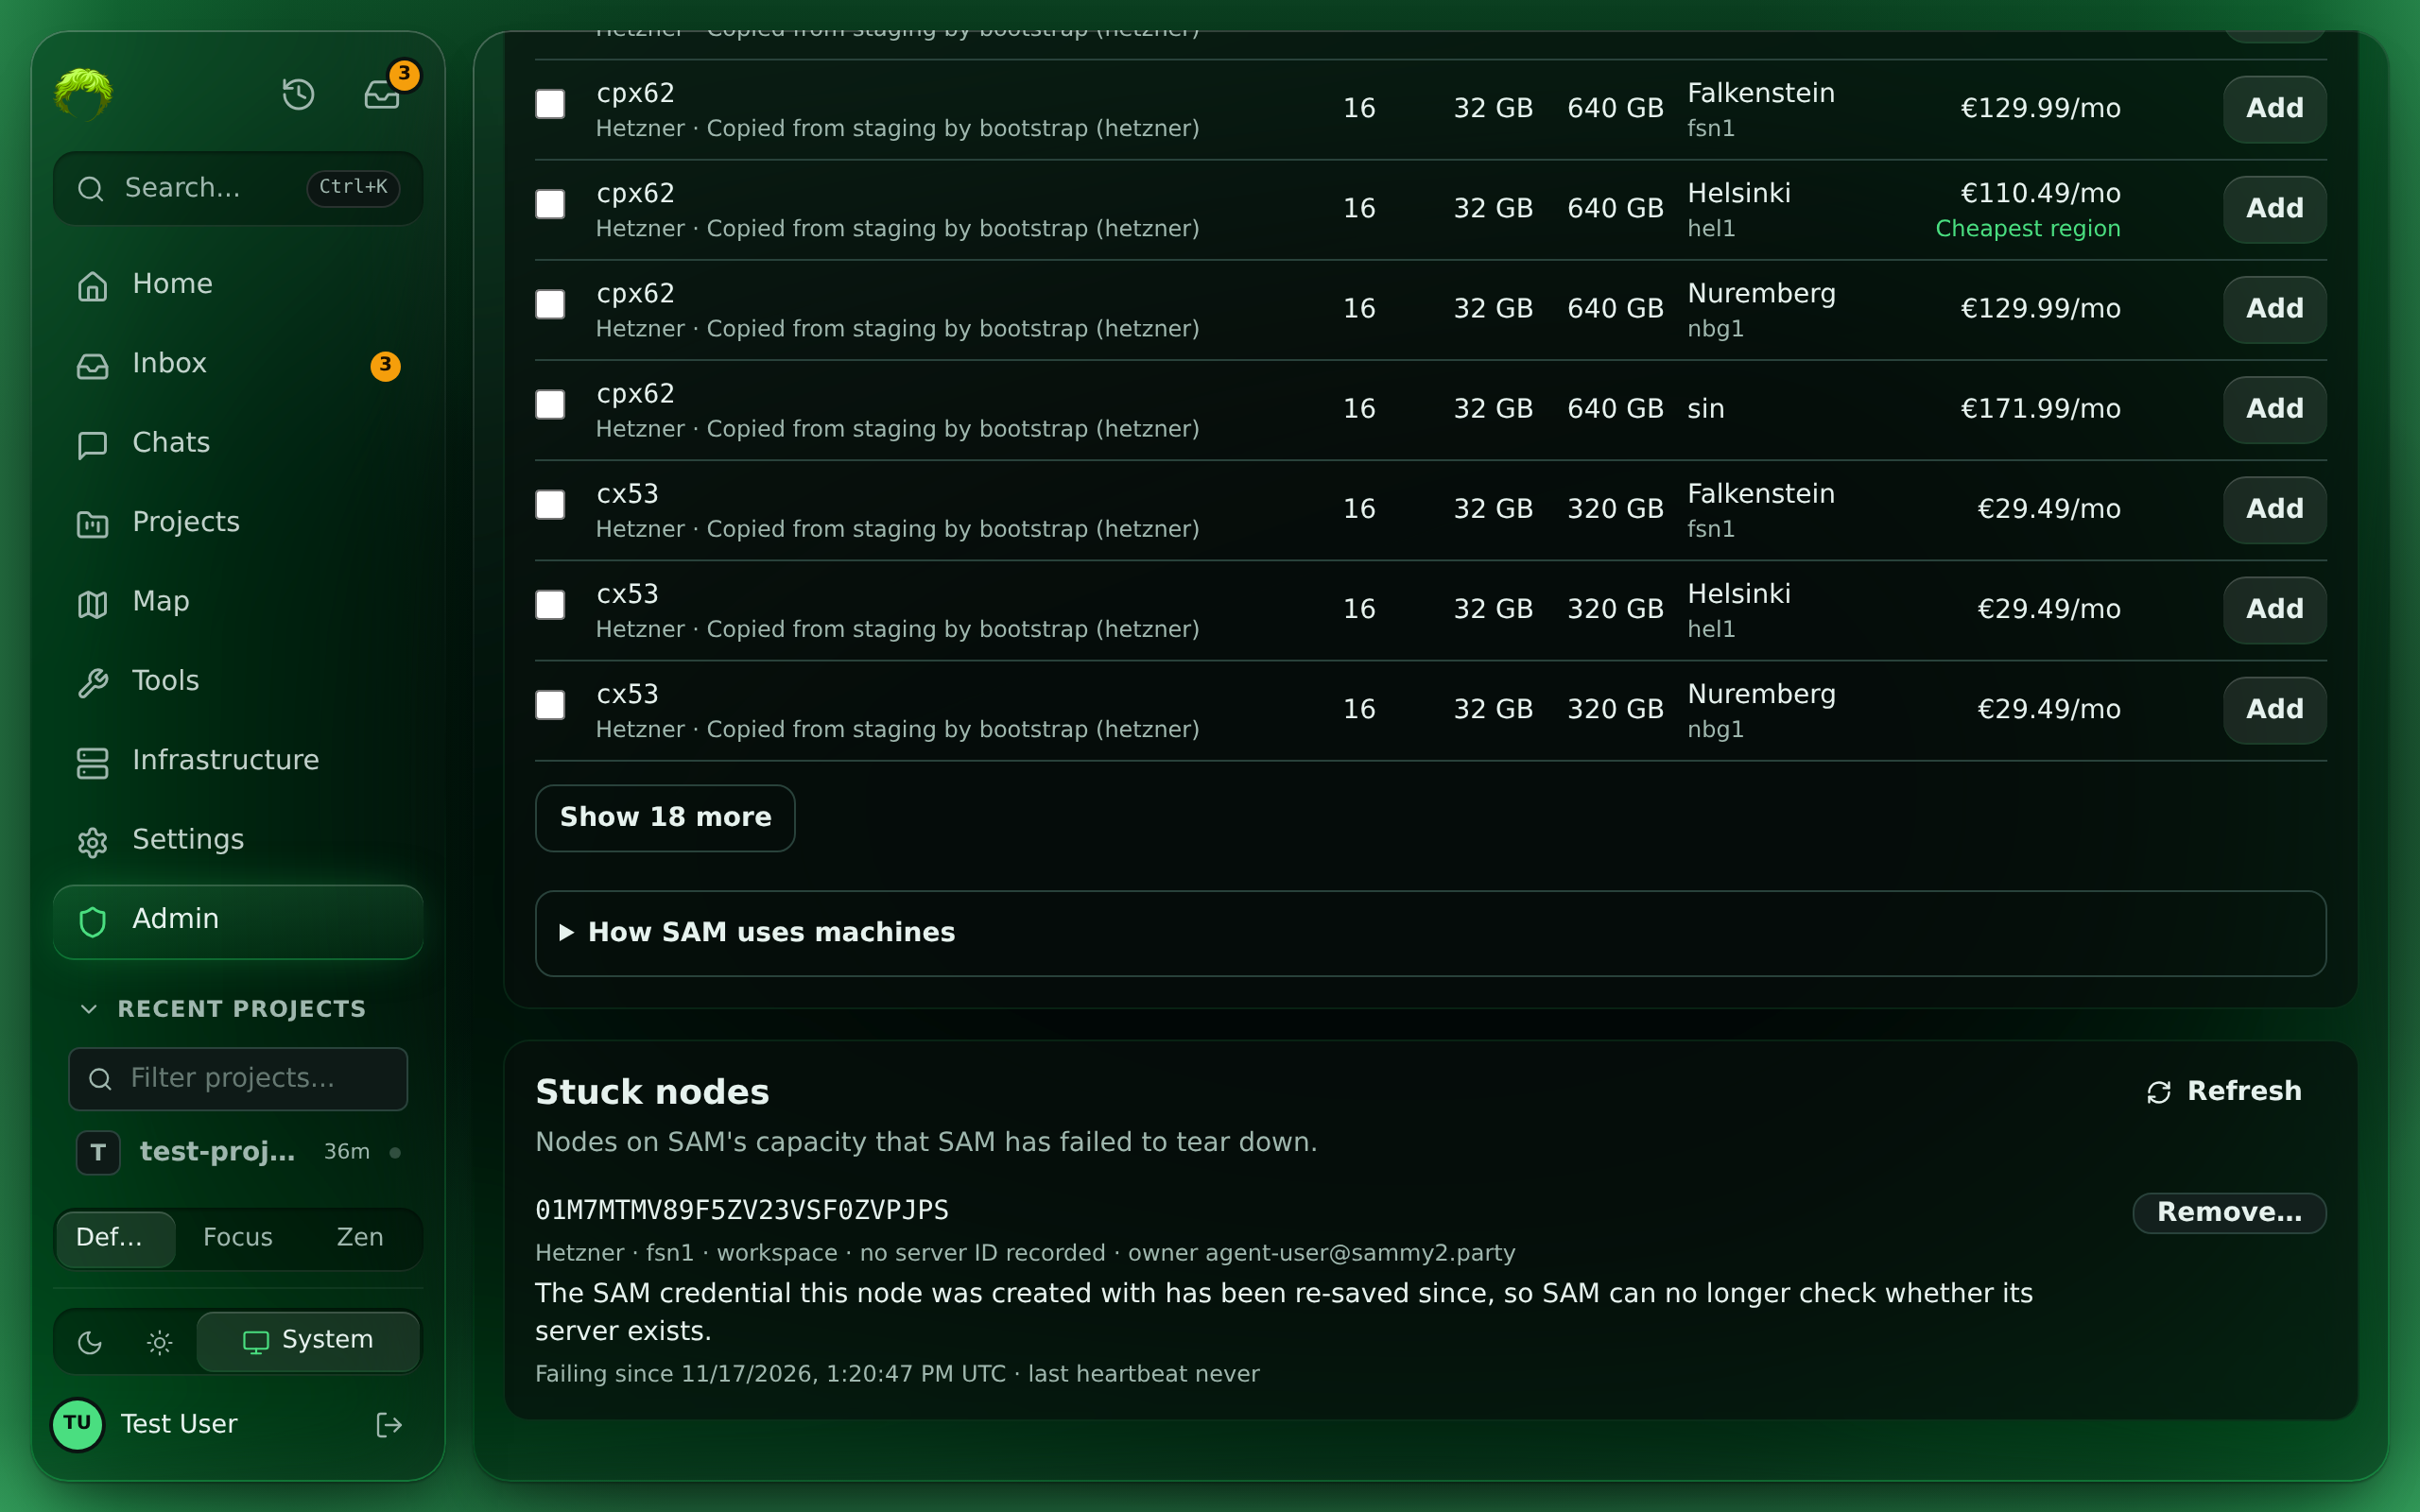 3
Search...
Ctrl+K
Home
Inbox
3
Chats
Projects
Map
Tools
Infrastructure
Settings
Admin
RECENT PROJECTS
Filter projects...
T test-proj... 36m
Def... Focus Zen
System
TU Test User
Hetzner · Copied from staging by bootstrap (hetzner)
cpx62 16 32 GB 640 GB Falkenstein €129.99/mo Add
Hetzner · Copied from staging by bootstrap (hetzner) fsn1
cpx62 16 32 GB 640 GB Helsinki €110.49/mo Add
Hetzner · Copied from staging by bootstrap (hetzner) hel1 Cheapest region
cpx62 16 32 GB 640 GB Nuremberg €129.99/mo Add
Hetzner · Copied from staging by bootstrap (hetzner) nbg1
cpx62 16 32 GB 640 GB sin €171.99/mo Add
Hetzner · Copied from staging by bootstrap (hetzner)
cx53 16 32 GB 320 GB Falkenstein €29.49/mo Add
Hetzner · Copied from staging by bootstrap (hetzner) fsn1
cx53 16 32 GB 320 GB Helsinki €29.49/mo Add
Hetzner · Copied from staging by bootstrap (hetzner) hel1
cx53 16 32 GB 320 GB Nuremberg €29.49/mo Add
Hetzner · Copied from staging by bootstrap (hetzner) nbg1
Show 18 more
How SAM uses machines
Stuck nodes
Refresh
Nodes on SAM's capacity that SAM has failed to tear down.
01M7MTMV89F5ZV23VSF0ZVPJPS
Remove...
Hetzner · fsn1 · workspace · no server ID recorded · owner agent-user@sammy2.party
The SAM credential this node was created with has been re-saved since, so SAM can no longer check whether its
server exists.
Failing since 11/17/2026, 1:20:47 PM UTC · last heartbeat never